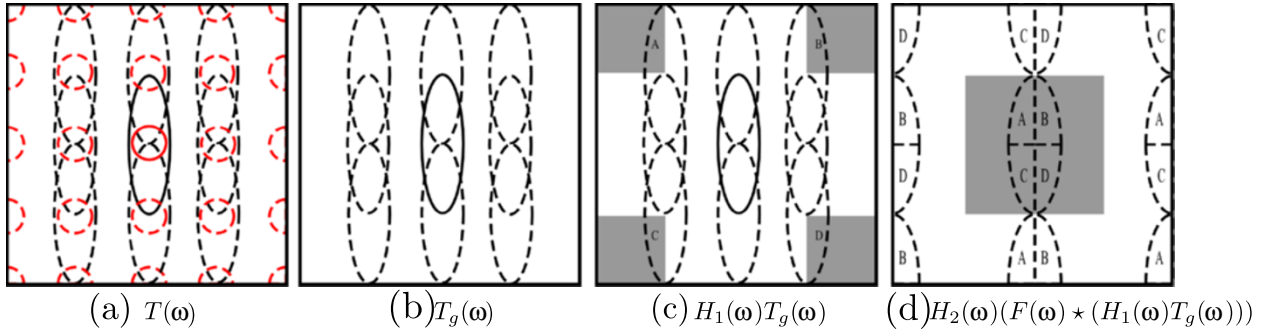 A B
C D
D C D C
B A B A
D C D C
B A B A
(a) T(ω) (b) T_g(ω) (c) H_1(ω)T_g(ω) (d) H_2(ω)(F(ω) ⋆ (H_1(ω)T_g(ω)))